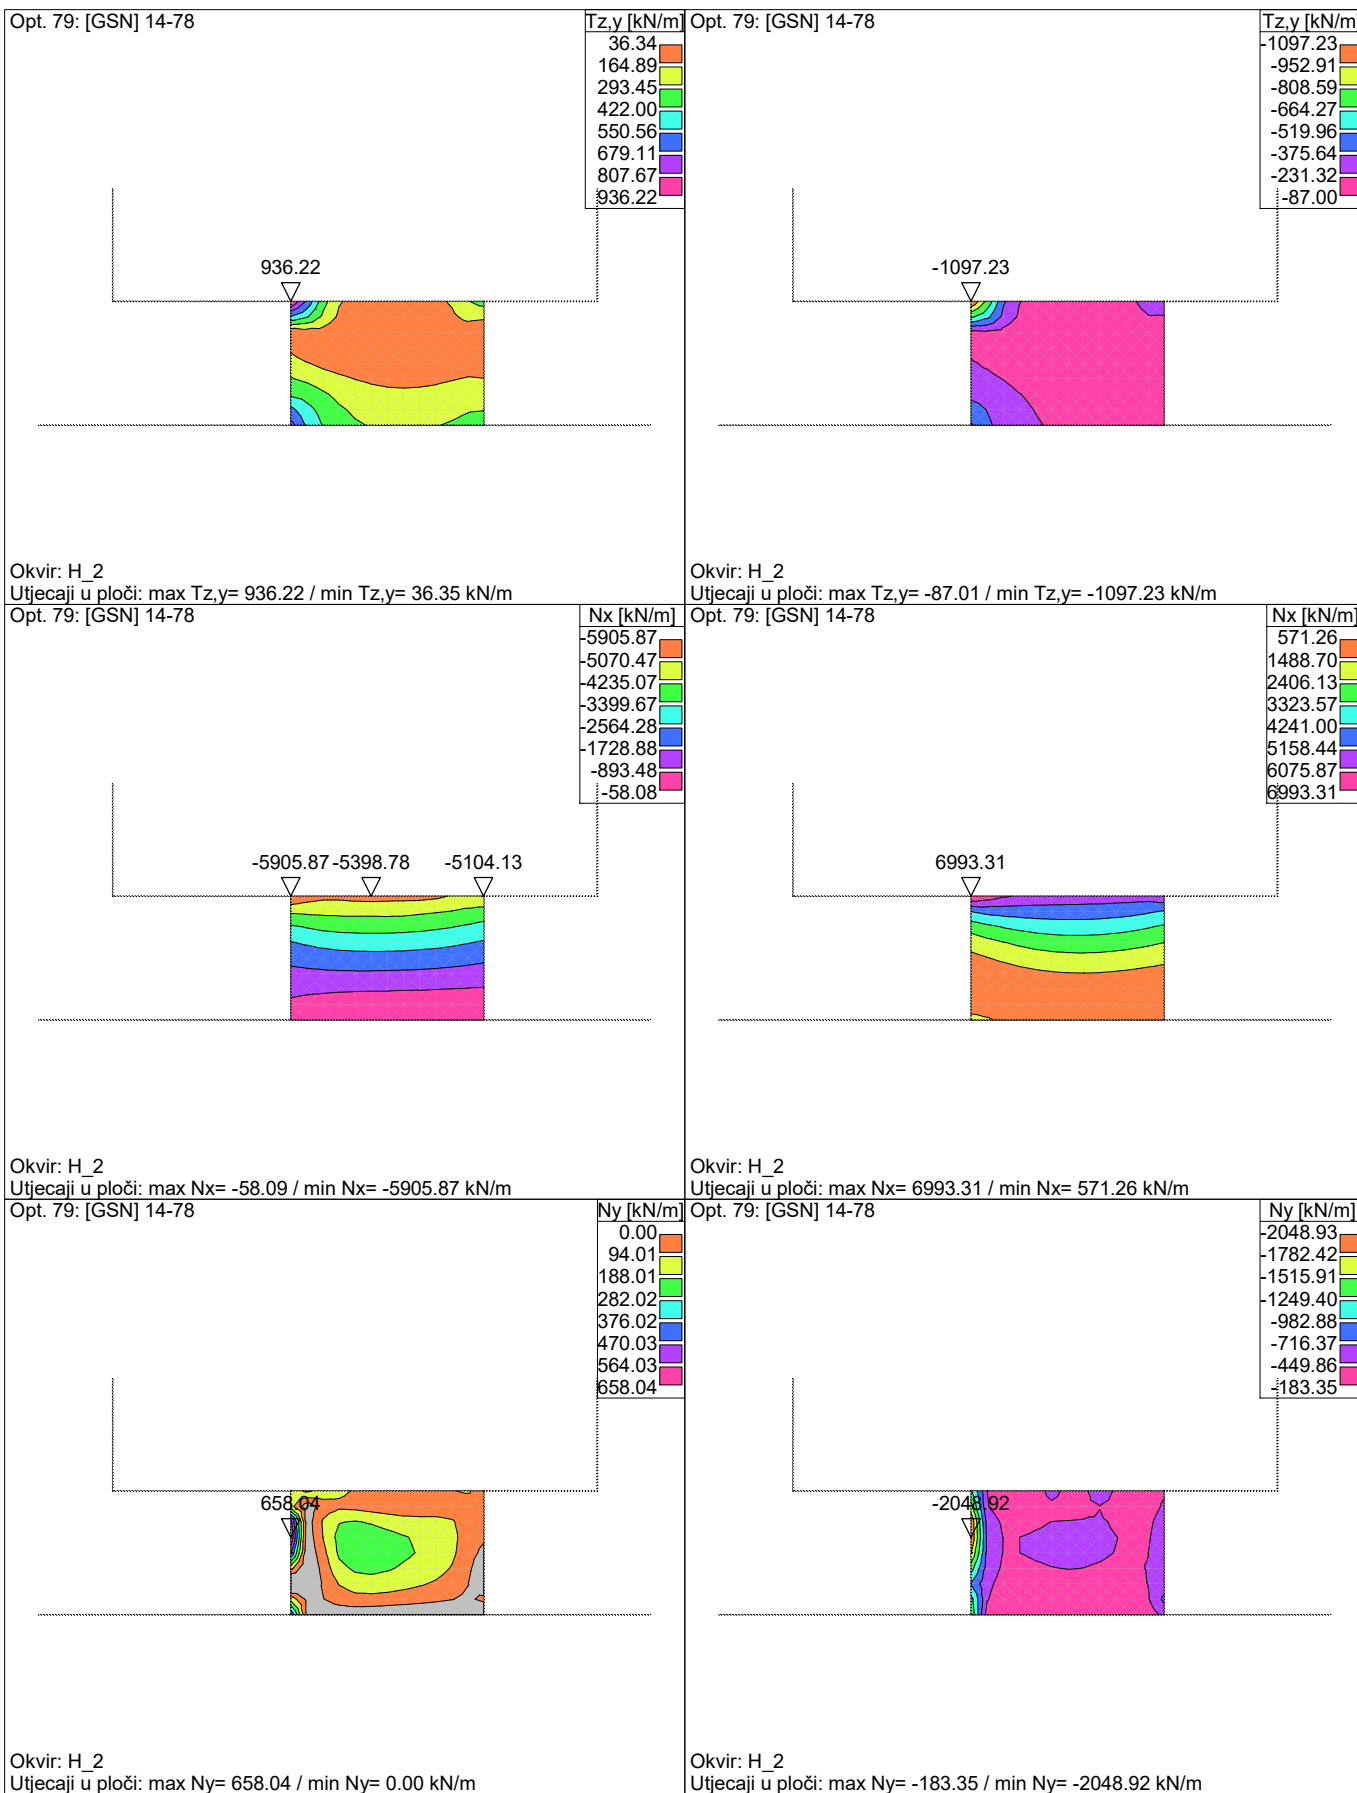 Opt. 79: [GSN] 14-78
Tz,y [kN/m]
36.34
164.89
293.45
422.00
550.56
679.11
807.67
936.22
936.22
Okvir: H_2
Utjecaji u ploči: max Tz,y= 936.22 / min Tz,y= 36.35 kN/m
Opt. 79: [GSN] 14-78
Tz,y [kN/m]
-1097.23
-952.91
-808.59
-664.27
-519.96
-375.64
-231.32
-87.00
-1097.23
Okvir: H_2
Utjecaji u ploči: max Tz,y= -87.01 / min Tz,y= -1097.23 kN/m
Opt. 79: [GSN] 14-78
Nx [kN/m]
-5905.87
-5070.47
-4235.07
-3399.67
-2564.28
-1728.88
-893.48
-58.08
-5905.87 -5398.78 -5104.13
Okvir: H_2
Utjecaji u ploči: max Nx= -58.09 / min Nx= -5905.87 kN/m
Opt. 79: [GSN] 14-78
Nx [kN/m]
571.26
1488.70
2406.13
3323.57
4241.00
5158.44
6075.87
6993.31
6993.31
Okvir: H_2
Utjecaji u ploči: max Nx= 6993.31 / min Nx= 571.26 kN/m
Opt. 79: [GSN] 14-78
Ny [kN/m]
0.00
94.01
188.01
282.02
376.02
470.03
564.03
658.04
658.04
Okvir: H_2
Utjecaji u ploči: max Ny= 658.04 / min Ny= 0.00 kN/m
Opt. 79: [GSN] 14-78
Ny [kN/m]
-2048.93
-1782.42
-1515.91
-1249.40
-982.88
-716.37
-449.86
-183.35
-2048.92
Okvir: H_2
Utjecaji u ploči: max Ny= -183.35 / min Ny= -2048.92 kN/m